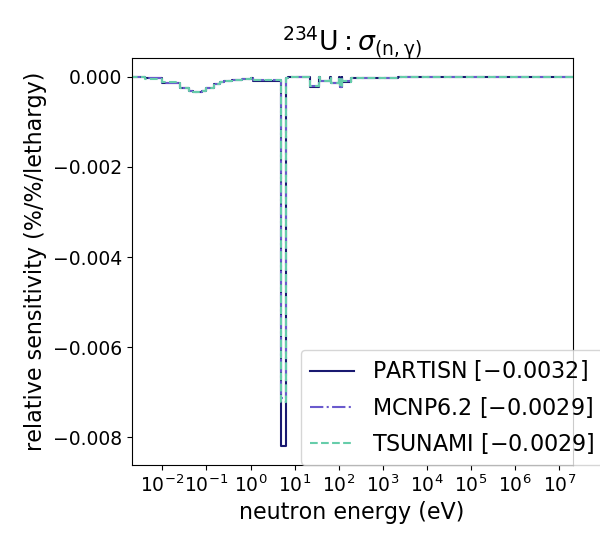 ²³⁴U : σ(n, γ)
relative sensitivity (%/%/lethargy)
0.000
−0.002
−0.004
−0.006
−0.008
PARTISN [−0.0032]
MCNP6.2 [−0.0029]
TSUNAMI [−0.0029]
10⁻² 10⁻¹ 10⁰ 10¹ 10² 10³ 10⁴ 10⁵ 10⁶ 10⁷
neutron energy (eV)